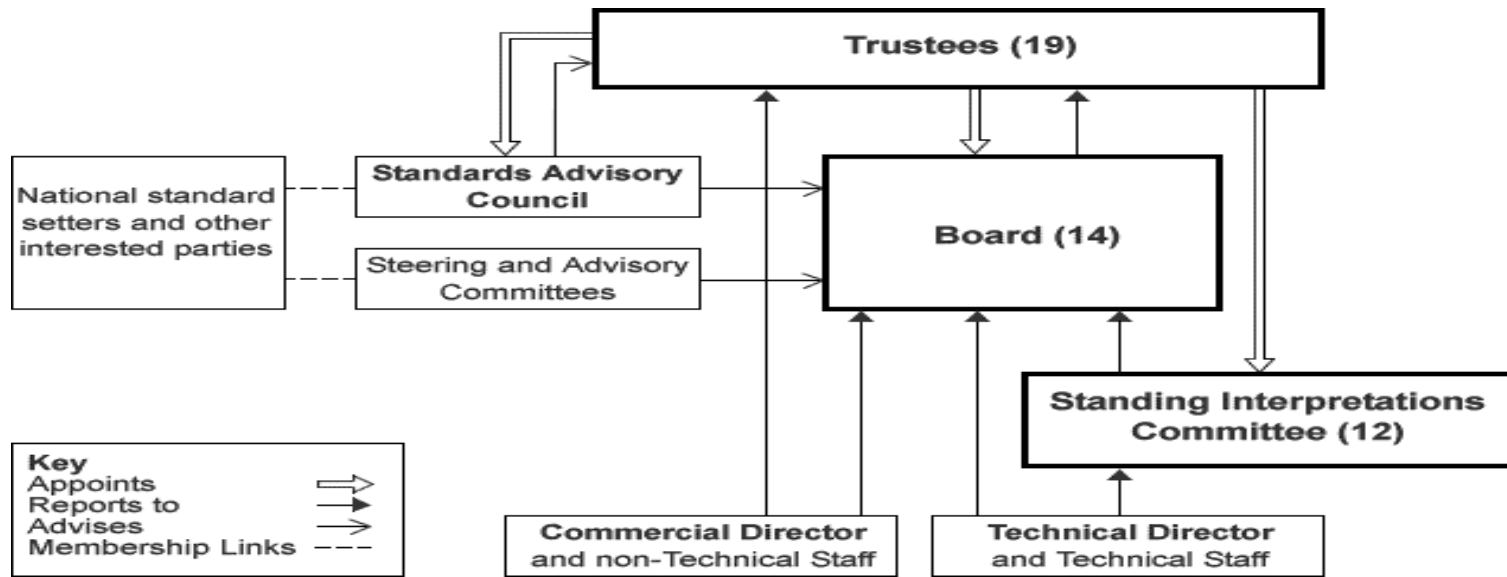 Trustees (19)
National standard
setters and other
interested parties
Standards Advisory
Council
Steering and Advisory
Committees
Board (14)
Standing Interpretations
Committee (12)
Key
Appoints
Reports to
Advises
Membership Links
Commercial Director
and non-Technical Staff
Technical Director
and Technical Staff